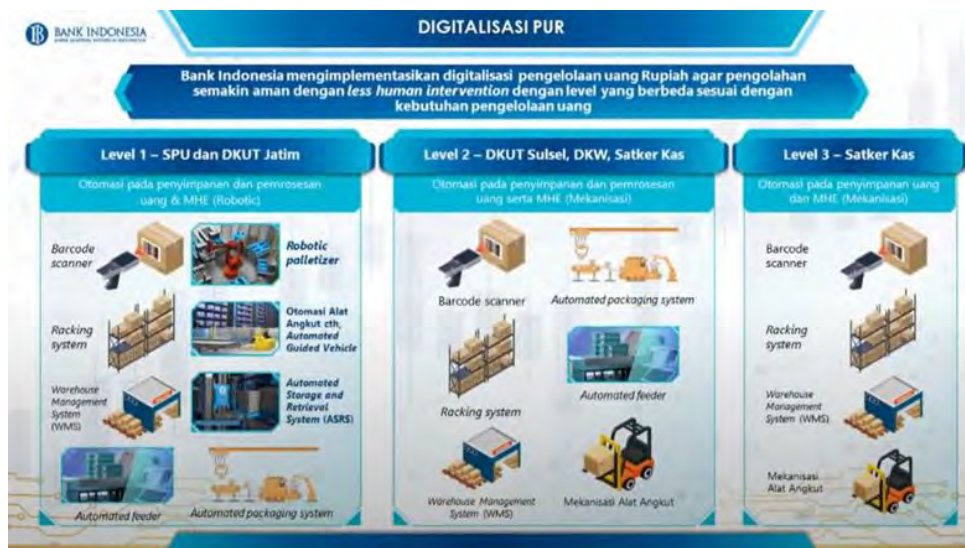 BANK INDONESIA
DIGITALISASI PUR
Bank Indonesia mengimplementasikan digitalisasi pengelolaan uang Rupiah agar pengolahan
semakin aman dengan less human intervention dengan level yang berbeda sesuai dengan
kebutuhan pengelolaan uang
Level 1 – SPU dan DKUT Jatim
Otomasi pada penyimpanan dan pemrosesan
uang & MHE (Robotic)
Barcode
scanner
Robotic
palletizer
Racking
system
Otomasi Alat
Angkut cth,
Automated
Guided Vehicle
Warehouse
Management
System
(WMS)
Automated
Storage and
Retrieval
System (ASRS)
Automated feeder
Automated packaging system
Level 2 – DKUT Sulsel, DKW, Satker Kas
Otomasi pada penyimpanan dan pemrosesan
uang serta MHE (Mekanisasi)
Barcode scanner
Automated packaging system
Racking system
Automated feeder
Warehouse Management
System (WMS)
Mekanisasi Alat Angkut
Level 3 – Satker Kas
Otomasi pada penyimpanan uang
dan MHE (Mekanisasi)
Barcode
scanner
Racking
system
Warehouse
Management
System (WMS)
Mekanisasi
Alat Angkut